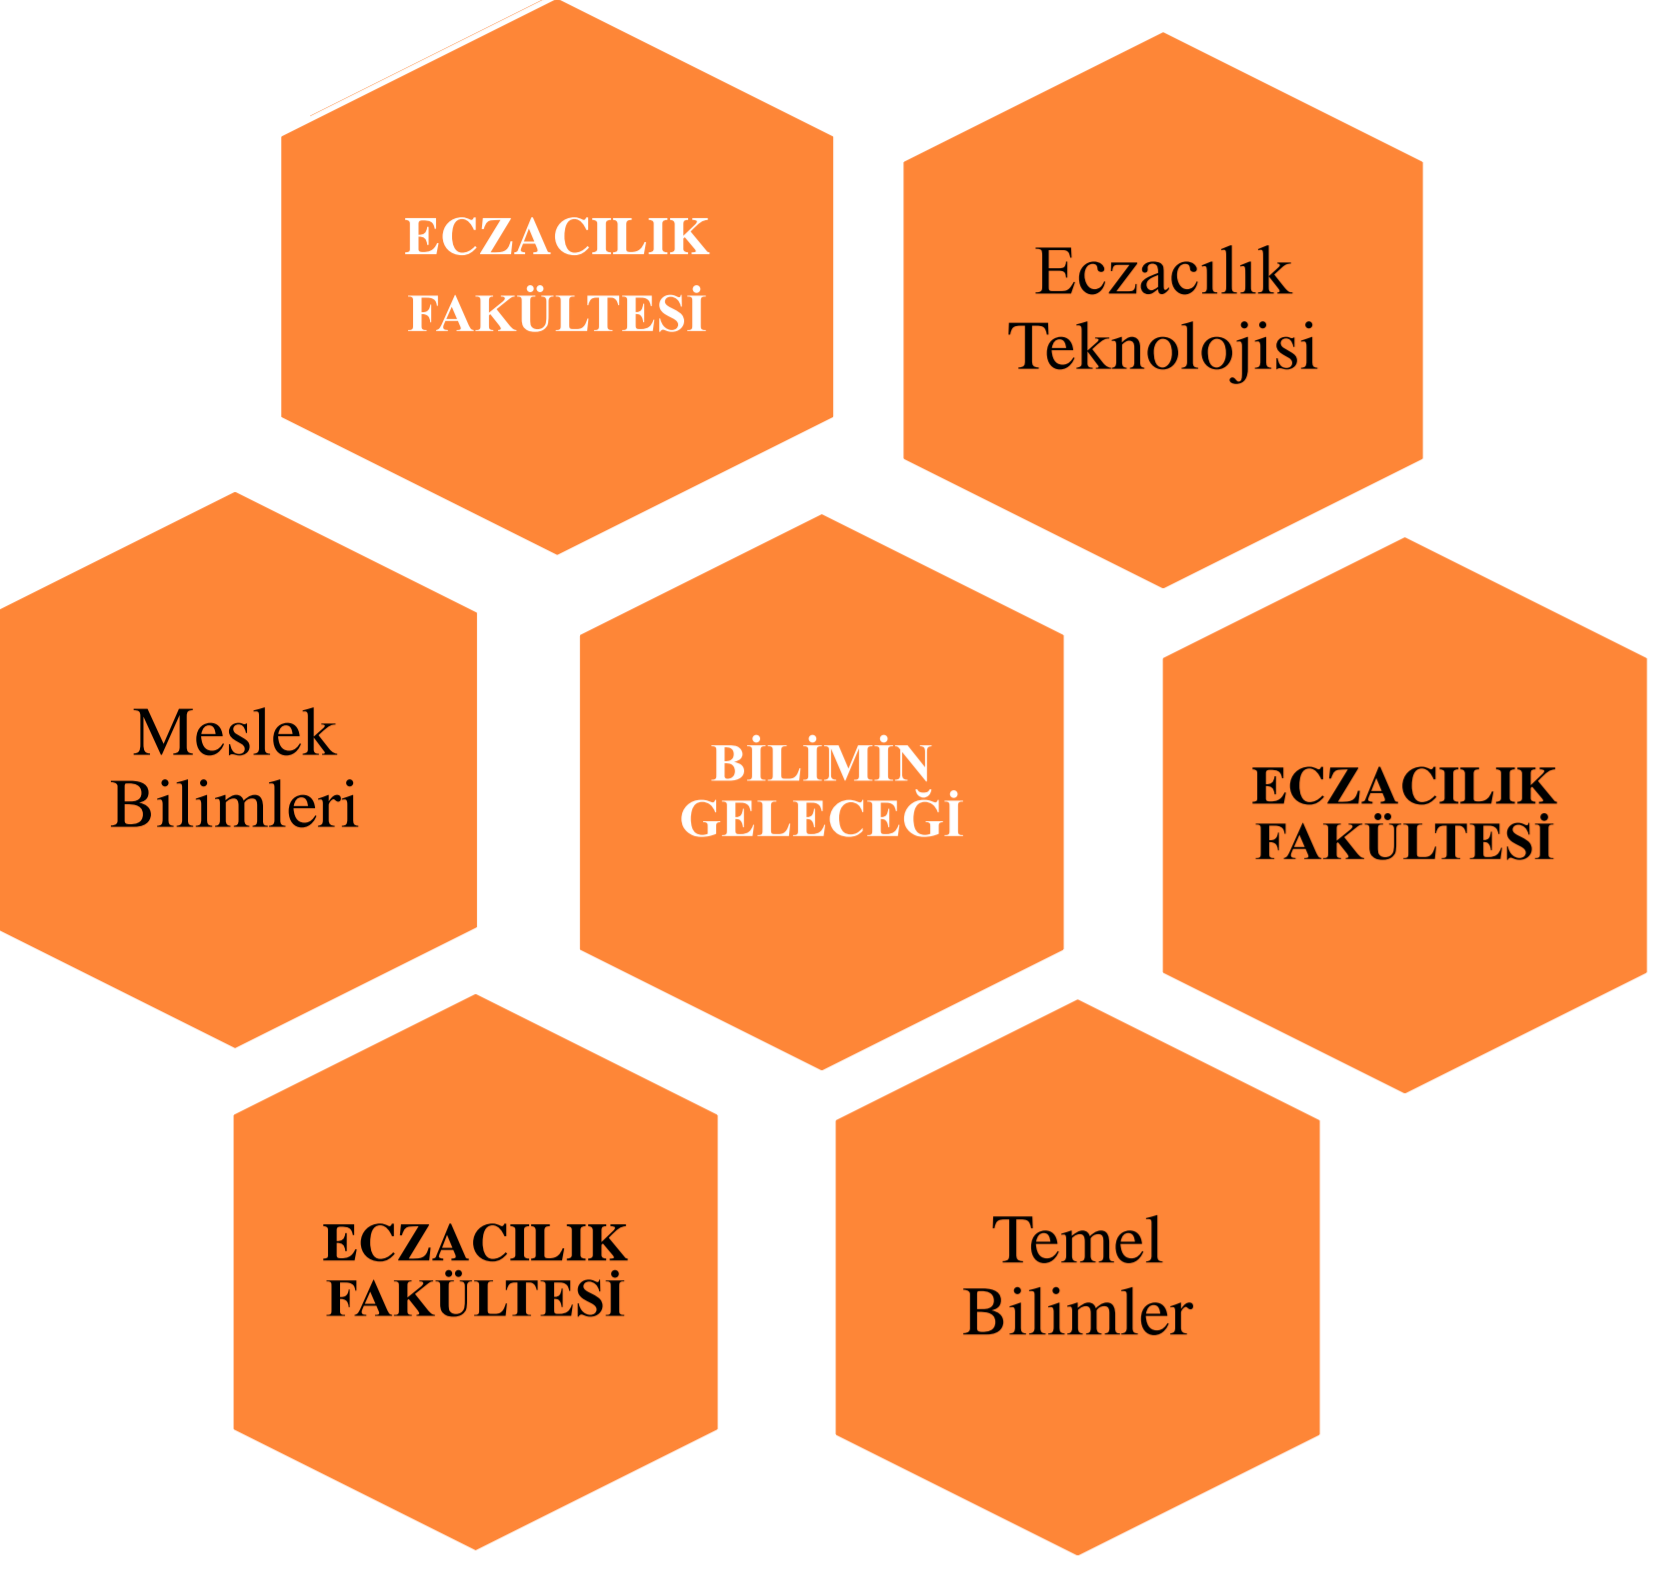 ECZACILIK
FAKÜLTESİ
Eczacılık
Teknolojisi
Meslek
Bilimleri
BİLİMİN
GELECEĞİ
ECZACILIK
FAKÜLTESİ
ECZACILIK
FAKÜLTESİ
Temel
Bilimler